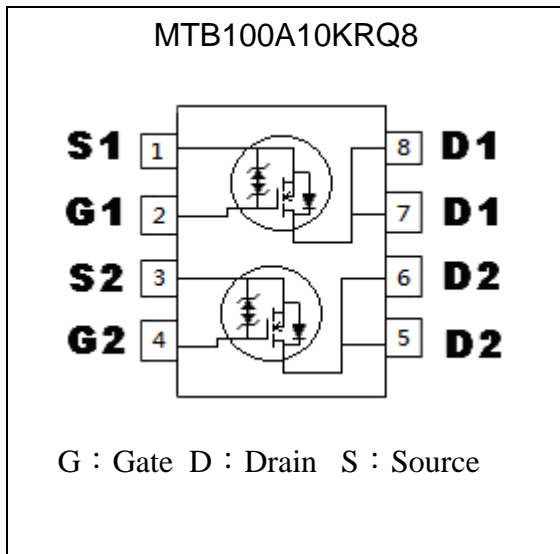 MTB100A10KRQ8
S1 1 8 D1
G1 2 7 D1
S2 3 6 D2
G2 4 5 D2
G：Gate D：Drain S：Source